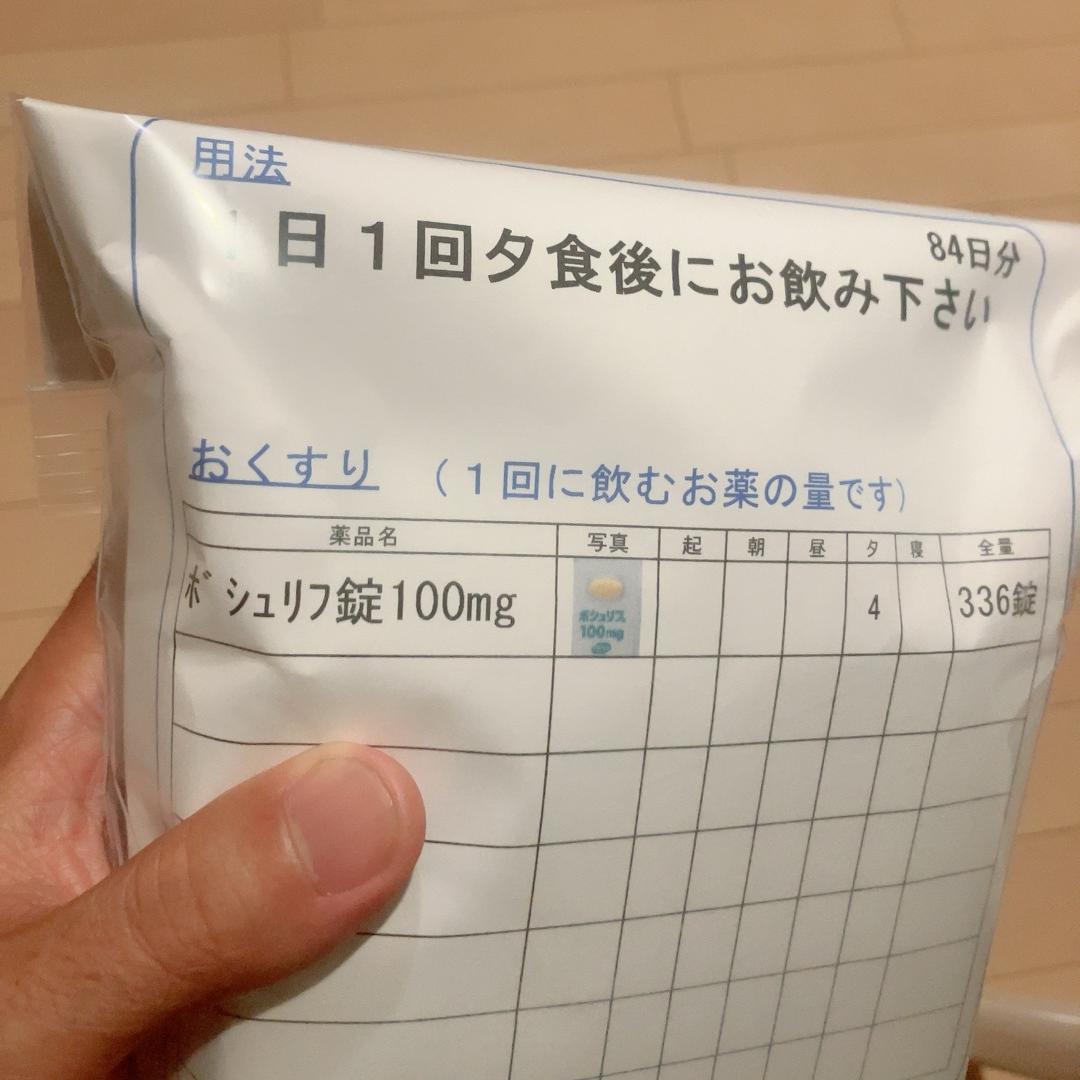 用法
84日分
1日1回夕食後にお飲み下さい
おくすり (1回に飲むお薬の量です)
薬品名 写真 起 朝 昼 夕 寝 全量
ボシュリフ錠100mg 4 336錠
ボシュリフ
100mg